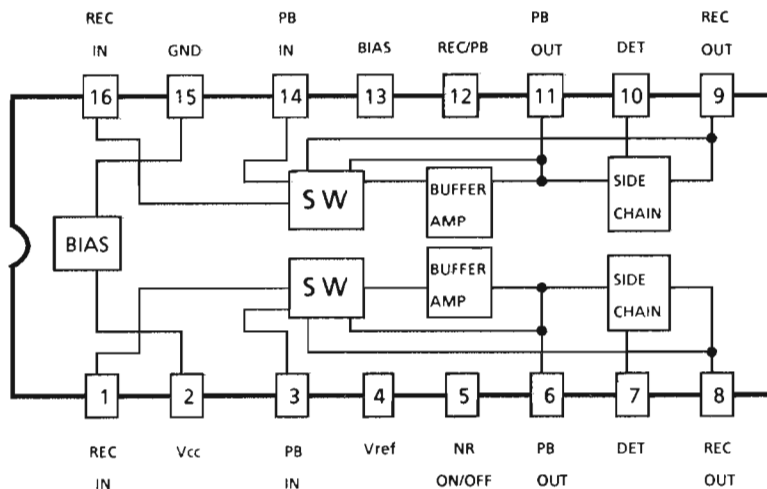 REC PB PB REC
IN GND IN BIAS REC/PB OUT DET OUT
16 15 14 13 12 11 10 9
SW BUFFER AMP SIDE CHAIN
BIAS
SW BUFFER AMP SIDE CHAIN
1 2 3 4 5 6 7 8
REC Vcc PB Vref NR PB DET REC
IN IN ON/OFF OUT OUT